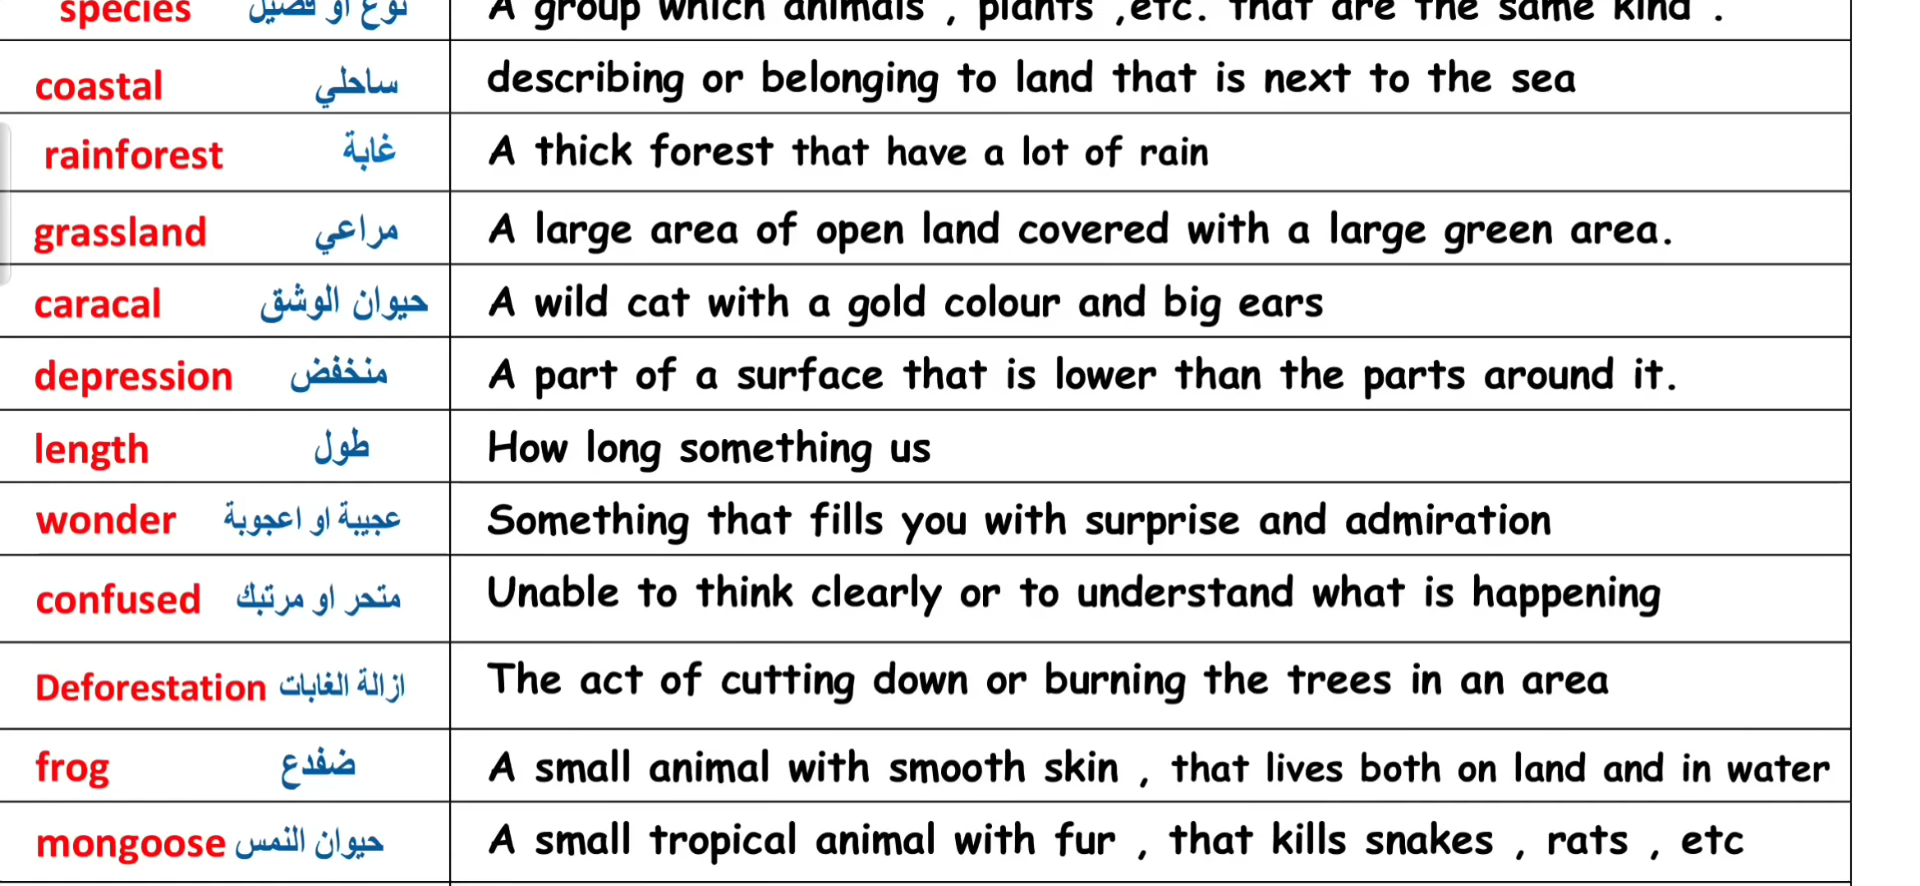 species نوع او فصيل A group which animals , plants ,etc. that are the same kind .
coastal ساحلي describing or belonging to land that is next to the sea
rainforest غابة A thick forest that have a lot of rain
grassland مراعي A large area of open land covered with a large green area.
caracal حيوان الوشق A wild cat with a gold colour and big ears
depression منخفض A part of a surface that is lower than the parts around it.
length طول How long something us
wonder عجيبة او اعجوبة Something that fills you with surprise and admiration
confused متحر او مرتبك Unable to think clearly or to understand what is happening
Deforestation ازالة الغابات The act of cutting down or burning the trees in an area
frog ضفدع A small animal with smooth skin , that lives both on land and in water
mongoose حيوان النمس A small tropical animal with fur , that kills snakes , rats , etc